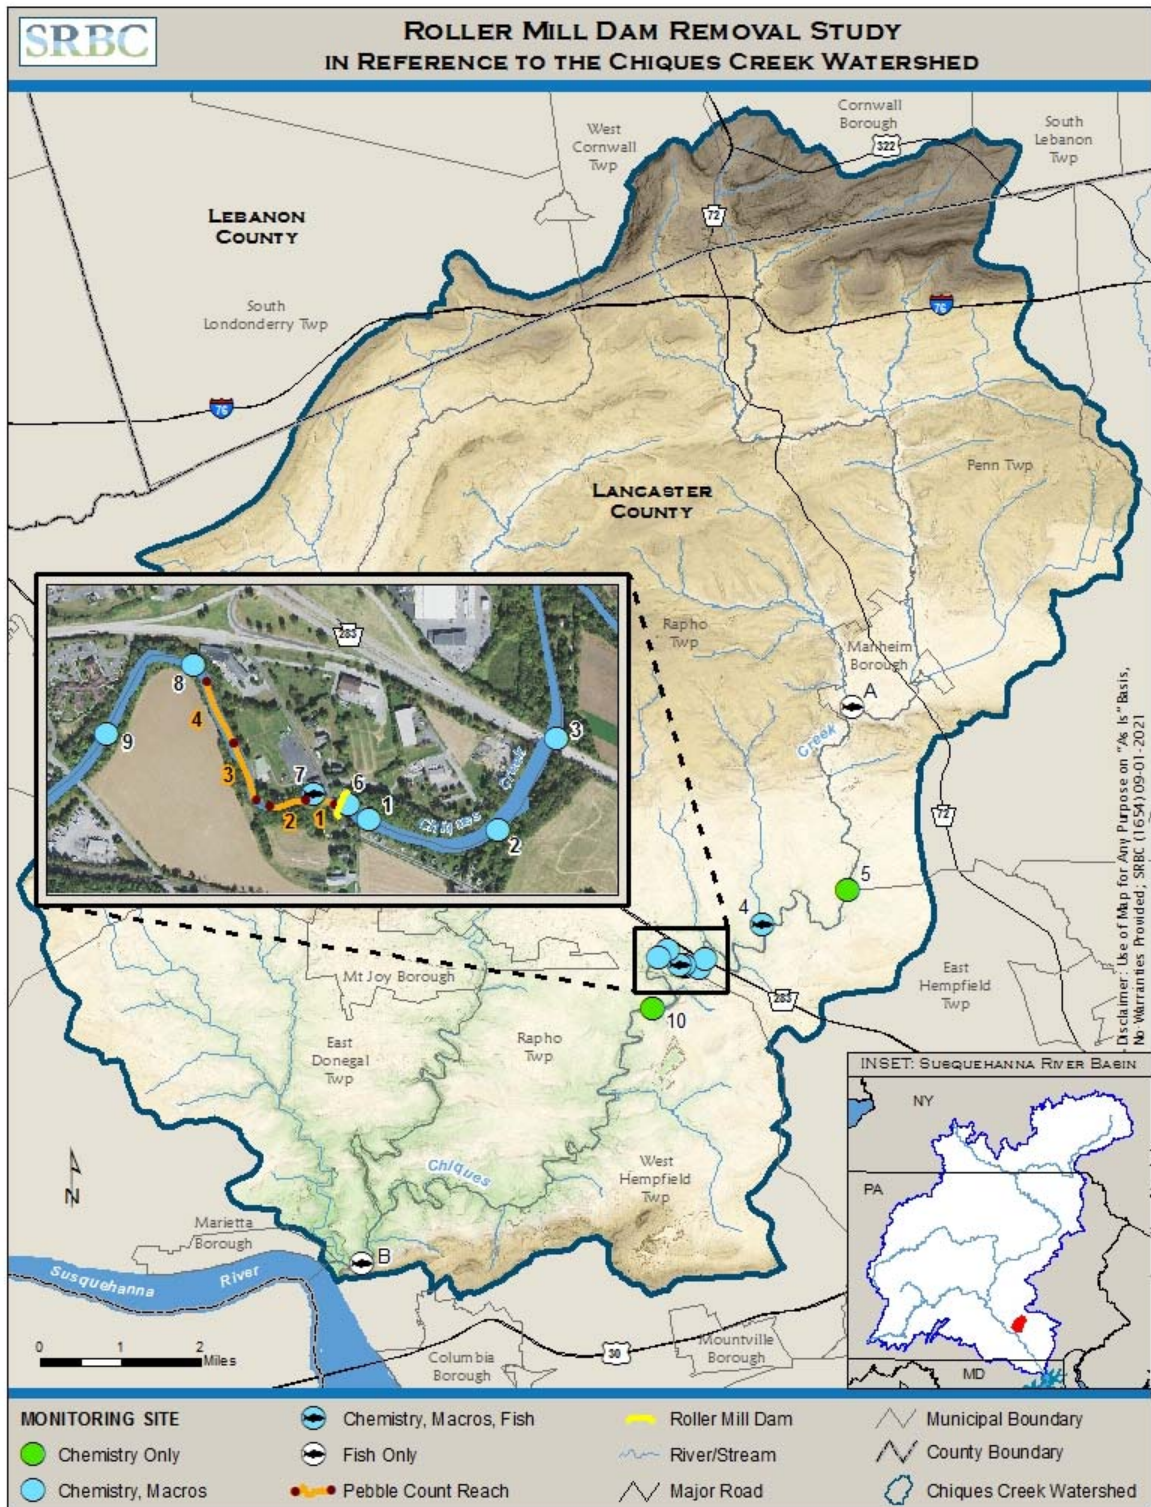 SRBC
ROLLER MILL DAM REMOVAL STUDY
IN REFERENCE TO THE CHIQUES CREEK WATERSHED
Cornwall
Borough
West
Cornwall
Twp
322
South
Lebanon
Twp
72
LEBANON
COUNTY
South
Londonderry Twp
76
76
Penn Twp
LANCASTER
COUNTY
Rapho
Twp
Manheim
Borough
A
Creek
283
8
9
4
3
7
6
2
1
1
Chiques
Creek
3
2
72
5
4
Mt Joy Borough
East
Hempfield
Twp
283
10
East
Donegal
Twp
Rapho
Twp
Chiques
West
Hempfield
Twp
N
Marietta
Borough
B
Susquehanna River
0 1 2
Miles
Columbia
Borough
30
Mountville
Borough
Disclaimer: Use of Map for Any Purpose on "As Is" Basis,
No Warranties Provided; SRBC (1654) 09-01-2021
INSET: SUSQUEHANNA RIVER BASIN
NY
PA
MD
MONITORING SITE
Chemistry Only
Chemistry, Macros
Chemistry, Macros, Fish
Fish Only
Pebble Count Reach
Roller Mill Dam
River/Stream
Major Road
Municipal Boundary
County Boundary
Chiques Creek Watershed